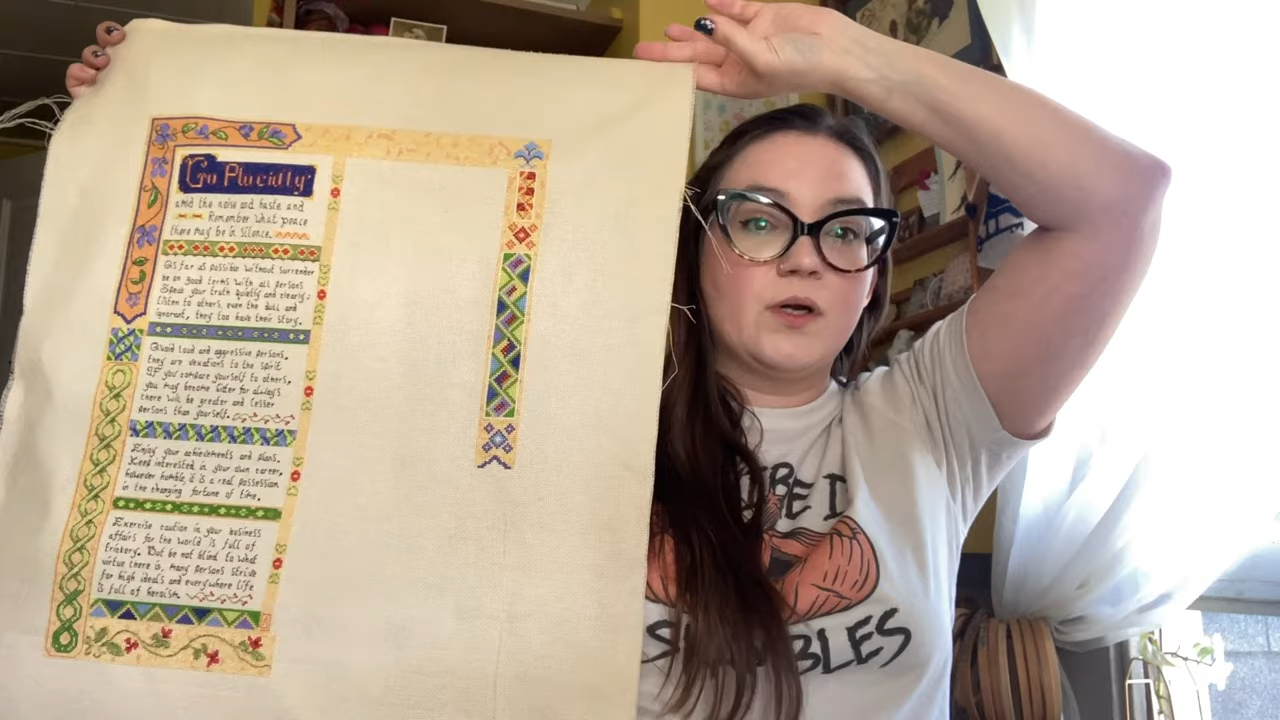 Go Placidly
amid the noise and haste and
Remember what peace
there may be in silence.
As far as possible without surrender
be on good terms with all persons
Speak your truth quietly and clearly;
listen to others, even the dull and
ignorant, they too have their story.
Avoid loud and aggressive persons,
they are vexations to the spirit
If you compare yourself to others,
you may become bitter for always
there will be greater and lesser
persons than yourself.
Enjoy your achievements and plans.
Keep interested in your own career,
however humble, it is a real possession
in the changing fortune of time.
Exercise caution in your business
affairs for the world is full of
trickery. But be not blind to what
virtue there is, many persons strive
for high ideals and everywhere life
is full of heroism.